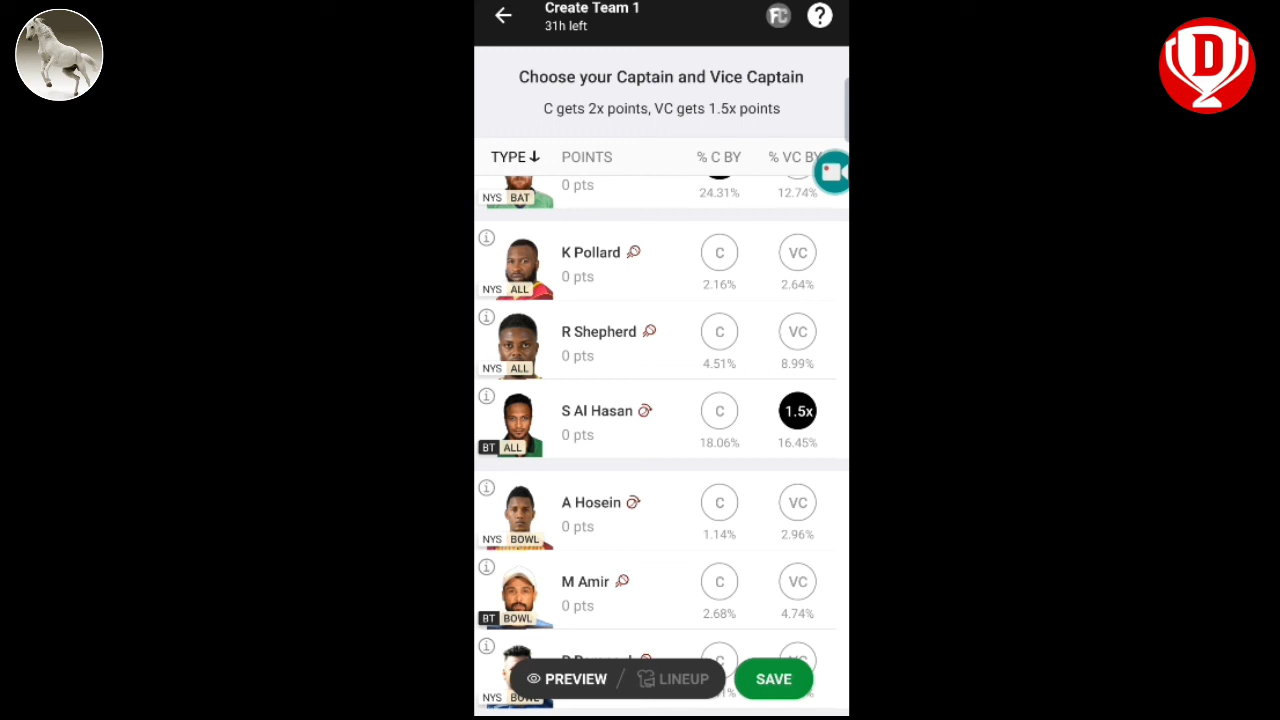 Create Team 1
31h left
FC
?
D
Choose your Captain and Vice Captain
C gets 2x points, VC gets 1.5x points
TYPE POINTS % C BY % VC BY
0 pts 24.31% 12.74%
NYS BAT
K Pollard C VC
0 pts 2.16% 2.64%
NYS ALL
R Shepherd C VC
0 pts 4.51% 8.99%
NYS ALL
S Al Hasan C 1.5x
0 pts 18.06% 16.45%
BT ALL
A Hosein C VC
0 pts 1.14% 2.96%
NYS BOWL
M Amir C VC
0 pts 2.68% 4.74%
BT BOWL
C VC
PREVIEW / LINEUP SAVE
NYS BOWL